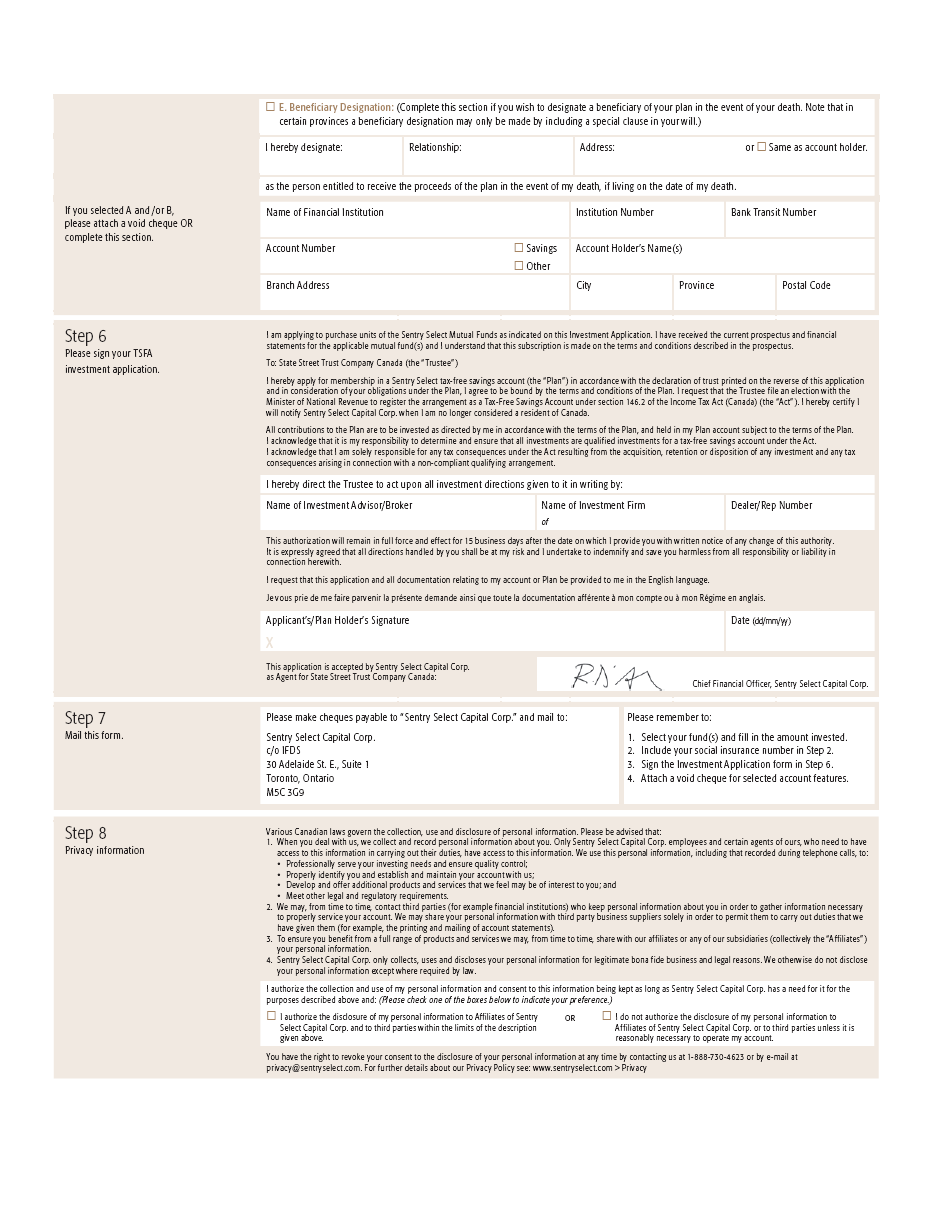 ☐ E. Beneficiary Designation: (Complete this section if you wish to designate a beneficiary of your plan in the event of your death. Note that in
certain provinces a beneficiary designation may only be made by including a special clause in your will.)
I hereby designate: Relationship: Address: or ☐ Same as account holder.
as the person entitled to receive the proceeds of the plan in the event of my death, if living on the date of my death.
If you selected A and /or B,
please attach a void cheque OR
complete this section.
Name of Financial Institution Institution Number Bank Transit Number
Account Number ☐ Savings Account Holder's Name(s)
☐ Other
Branch Address City Province Postal Code
Step 6
Please sign your TSFA
investment application.
I am applying to purchase units of the Sentry Select Mutual Funds as indicated on this Investment Application. I have received the current prospectus and financial
statements for the applicable mutual fund(s) and I understand that this subscription is made on the terms and conditions described in the prospectus.
To: State Street Trust Company Canada (the "Trustee")
I hereby apply for membership in a Sentry Select tax-free savings account (the "Plan") in accordance with the declaration of trust printed on the reverse of this application
and in consideration of your obligations under the Plan, I agree to be bound by the terms and conditions of the Plan. I request that the Trustee file an election with the
Minister of National Revenue to register the arrangement as a Tax-Free Savings Account under section 146.2 of the Income Tax Act (Canada) (the "Act"). I hereby certify I
will notify Sentry Select Capital Corp. when I am no longer considered a resident of Canada.
All contributions to the Plan are to be invested as directed by me in accordance with the terms of the Plan, and held in my Plan account subject to the terms of the Plan.
I acknowledge that it is my responsibility to determine and ensure that all investments are qualified investments for a tax-free savings account under the Act.
I acknowledge that I am solely responsible for any tax consequences under the Act resulting from the acquisition, retention or disposition of any investment and any tax
consequences arising in connection with a non-compliant qualifying arrangement.
I hereby direct the Trustee to act upon all investment directions given to it in writing by:
Name of Investment Advisor/Broker Name of Investment Firm Dealer/Rep Number
of
This authorization will remain in full force and effect for 15 business days after the date on which I provide you with written notice of any change of this authority.
It is expressly agreed that all directions handled by you shall be at my risk and I undertake to indemnify and save you harmless from all responsibility or liability in
connection herewith.
I request that this application and all documentation relating to my account or Plan be provided to me in the English language.
Je vous prie de me faire parvenir la présente demande ainsi que toute la documentation afférente à mon compte ou à mon Régime en anglais.
Applicant's/Plan Holder's Signature Date (dd/mm/yy)
X
This application is accepted by Sentry Select Capital Corp.
as Agent for State Street Trust Company Canada:
Chief Financial Officer, Sentry Select Capital Corp.
Step 7
Mail this form.
Please make cheques payable to "Sentry Select Capital Corp." and mail to:
Sentry Select Capital Corp.
c/o IFDS
30 Adelaide St. E., Suite 1
Toronto, Ontario
M5C 3G9
Please remember to:
1. Select your fund(s) and fill in the amount invested.
2. Include your social insurance number in Step 2.
3. Sign the Investment Application form in Step 6.
4. Attach a void cheque for selected account features.
Step 8
Privacy information
Various Canadian laws govern the collection, use and disclosure of personal information. Please be advised that:
1. When you deal with us, we collect and record personal information about you. Only Sentry Select Capital Corp. employees and certain agents of ours, who need to have
access to this information in carrying out their duties, have access to this information. We use this personal information, including that recorded during telephone calls, to:
• Professionally serve your investing needs and ensure quality control;
• Properly identify you and establish and maintain your account with us;
• Develop and offer additional products and services that we feel may be of interest to you; and
• Meet other legal and regulatory requirements.
2. We may, from time to time, contact third parties (for example financial institutions) who keep personal information about you in order to gather information necessary
to properly service your account. We may share your personal information with third party business suppliers solely in order to permit them to carry out duties that we
have given them (for example, the printing and mailing of account statements).
3. To ensure you benefit from a full range of products and services we may, from time to time, share with our affiliates or any of our subsidiaries (collectively the "Affiliates")
your personal information.
4. Sentry Select Capital Corp. only collects, uses and discloses your personal information for legitimate bona fide business and legal reasons. We otherwise do not disclose
your personal information except where required by law.
I authorize the collection and use of my personal information and consent to this information being kept as long as Sentry Select Capital Corp. has a need for it for the
purposes described above and: (Please check one of the boxes below to indicate your preference.)
☐ I authorize the disclosure of my personal information to Affiliates of Sentry
Select Capital Corp. and to third parties within the limits of the description
given above.
OR
☐ I do not authorize the disclosure of my personal information to
Affiliates of Sentry Select Capital Corp. or to third parties unless it is
reasonably necessary to operate my account.
You have the right to revoke your consent to the disclosure of your personal information at any time by contacting us at 1-888-730-4623 or by e-mail at
privacy@sentryselect.com. For further details about our Privacy Policy see: www.sentryselect.com > Privacy